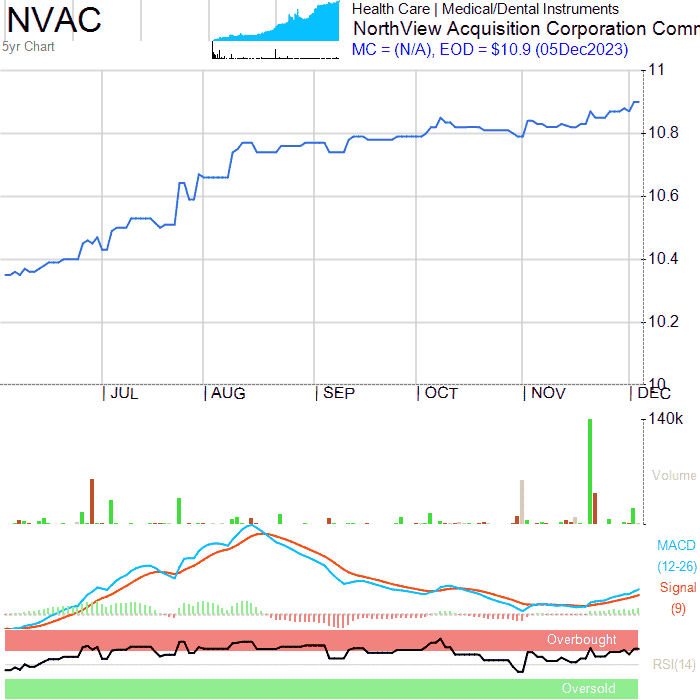 NVAC
5yr Chart
Health Care | Medical/Dental Instruments
NorthView Acquisition Corporation Comm
MC = (N/A), EOD = $10.9 (05Dec2023)
11
10.8
10.6
10.4
10.2
10
| JUL | AUG | SEP | OCT | NOV | DEC
140k
Volume
MACD
(12-26)
Signal
(9)
Overbought
RSI(14)
Oversold